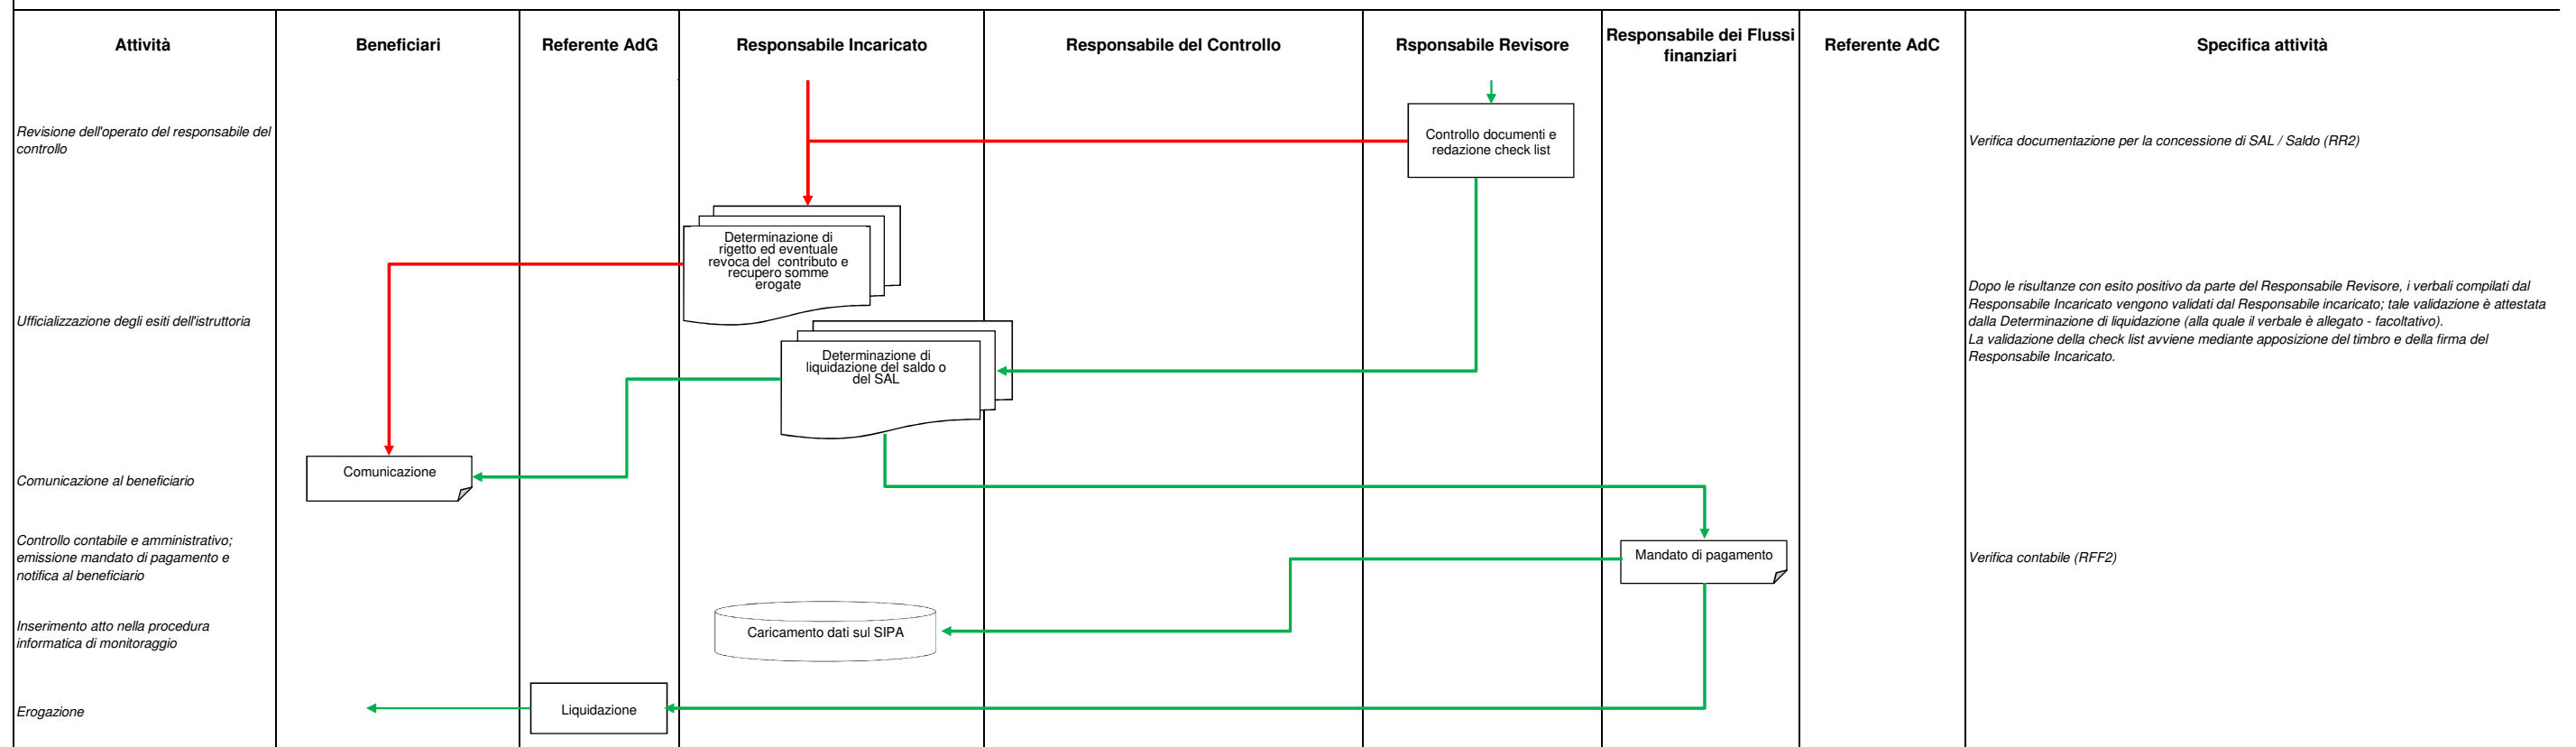 Attività
Beneficiari
Referente AdG
Responsabile Incaricato
Responsabile del Controllo
Rsponsabile Revisore
Responsabile dei Flussi
finanziari
Referente AdC
Specifica attività
Revisione dell'operato del responsabile del
controllo
Controllo documenti e
redazione check list
Verifica documentazione per la concessione di SAL / Saldo (RR2)
Determinazione di
rigetto ed eventuale
revoca del contributo e
recupero somme
erogate
Ufficializzazione degli esiti dell'istruttoria
Determinazione di
liquidazione del saldo o
del SAL
Dopo le risultanze con esito positivo da parte del Responsabile Revisore, i verbali compilati dal
Responsabile Incaricato vengono validati dal Responsabile incaricato; tale validazione è attestata
dalla Determinazione di liquidazione (alla quale il verbale è allegato - facoltativo).
La validazione della check list avviene mediante apposizione del timbro e della firma del
Responsabile Incaricato.
Comunicazione al beneficiario
Comunicazione
Controllo contabile e amministrativo;
emissione mandato di pagamento e
notifica al beneficiario
Mandato di pagamento
Verifica contabile (RFF2)
Inserimento atto nella procedura
informatica di monitoraggio
Caricamento dati sul SIPA
Erogazione
Liquidazione